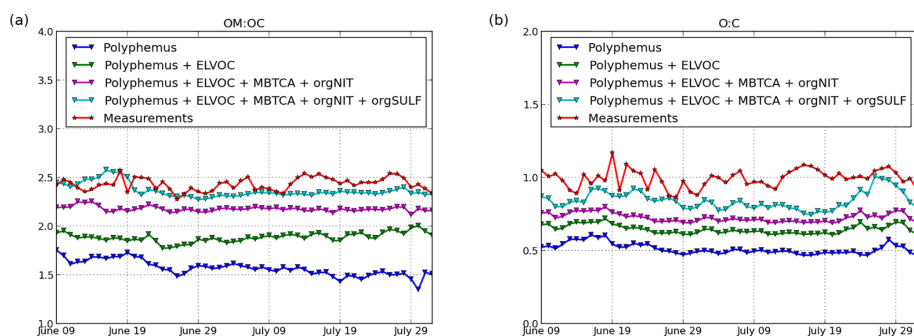 (a)
OM:OC
4.0
3.5
3.0
2.5
2.0
1.5
1.0
Polyphemus
Polyphemus + ELVOC
Polyphemus + ELVOC + MBTCA + orgNIT
Polyphemus + ELVOC + MBTCA + orgNIT + orgSULF
Measurements
June 09 June 19 June 29 July 09 July 19 July 29
(b)
O:C
2.0
1.5
1.0
0.5
0.0
Polyphemus
Polyphemus + ELVOC
Polyphemus + ELVOC + MBTCA + orgNIT
Polyphemus + ELVOC + MBTCA + orgNIT + orgSULF
Measurements
June 09 June 19 June 29 July 09 July 19 July 29